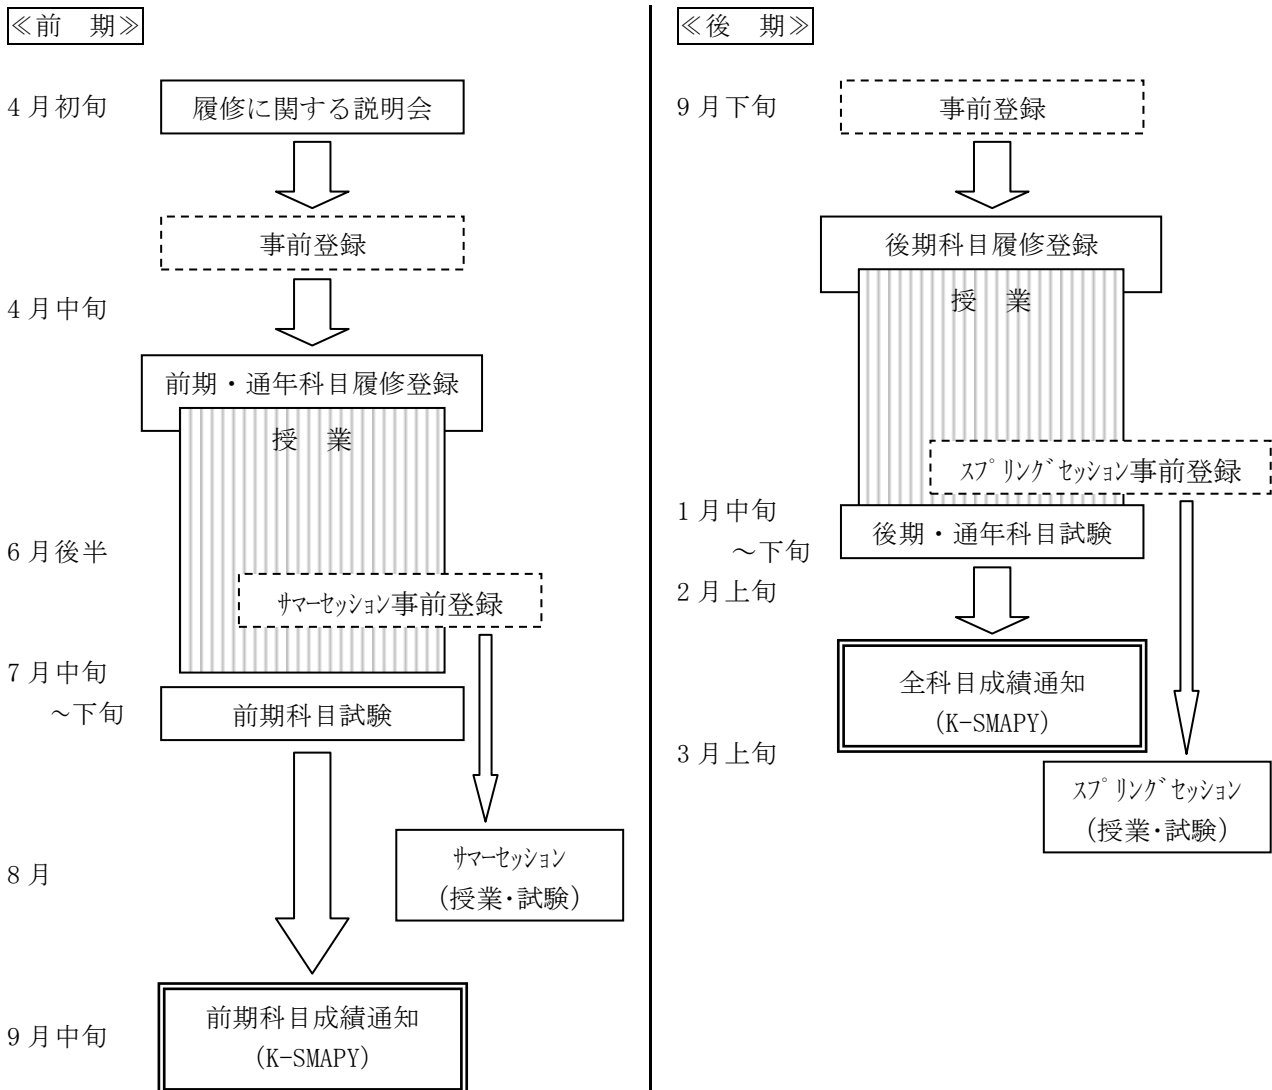 ≪前　期≫
4月初旬
履修に関する説明会
事前登録
4月中旬
前期・通年科目履修登録
授　業
6月後半
サマーセッション事前登録
7月中旬
～下旬
前期科目試験
サマーセッション
(授業・試験)
8月
前期科目成績通知
(K-SMAPY)
9月中旬
≪後　期≫
9月下旬
事前登録
後期科目履修登録
授　業
スプリングセッション事前登録
1月中旬
～下旬
後期・通年科目試験
2月上旬
全科目成績通知
(K-SMAPY)
3月上旬
スプリングセッション
(授業・試験)